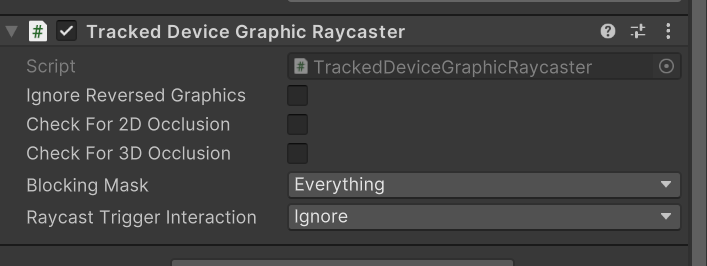 Tracked Device Graphic Raycaster
Script TrackedDeviceGraphicRaycaster
Ignore Reversed Graphics
Check For 2D Occlusion
Check For 3D Occlusion
Blocking Mask Everything
Raycast Trigger Interaction Ignore